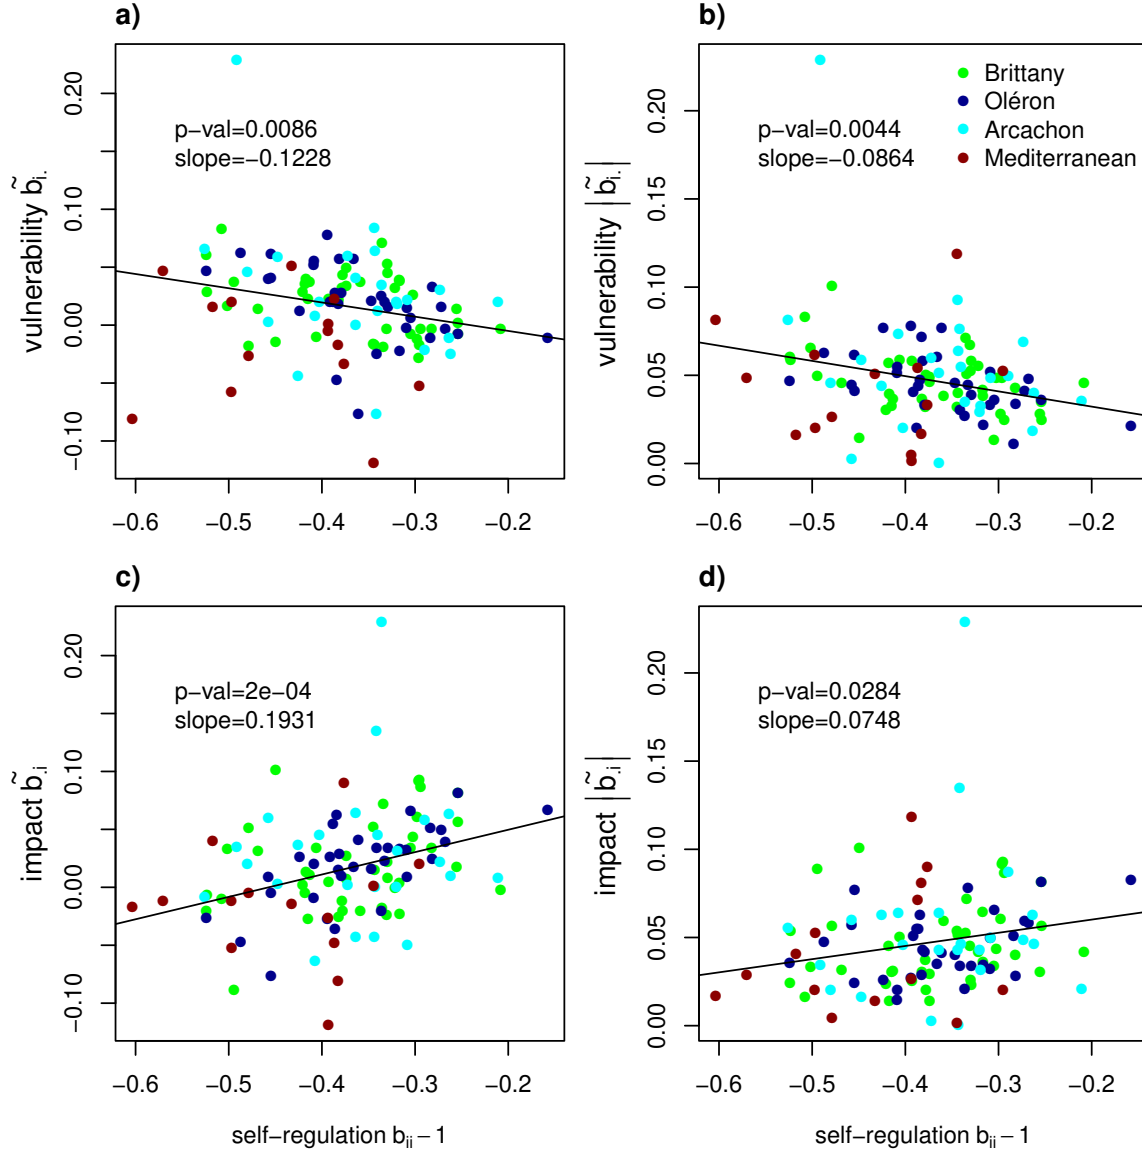 a)
vulnerability b̃i.
0.20
0.10
0.00
−0.10
p−val=0.0086
slope=−0.1228
−0.6 −0.5 −0.4 −0.3 −0.2
b)
vulnerability |b̃i.|
0.20
0.15
0.10
0.05
0.00
p−val=0.0044
slope=−0.0864
Brittany
Oléron
Arcachon
Mediterranean
−0.6 −0.5 −0.4 −0.3 −0.2
c)
impact b̃.i
0.20
0.10
0.00
−0.10
p−val=2e−04
slope=0.1931
−0.6 −0.5 −0.4 −0.3 −0.2
self−regulation bii − 1
d)
impact |b̃.i|
0.20
0.15
0.10
0.05
0.00
p−val=0.0284
slope=0.0748
−0.6 −0.5 −0.4 −0.3 −0.2
self−regulation bii − 1